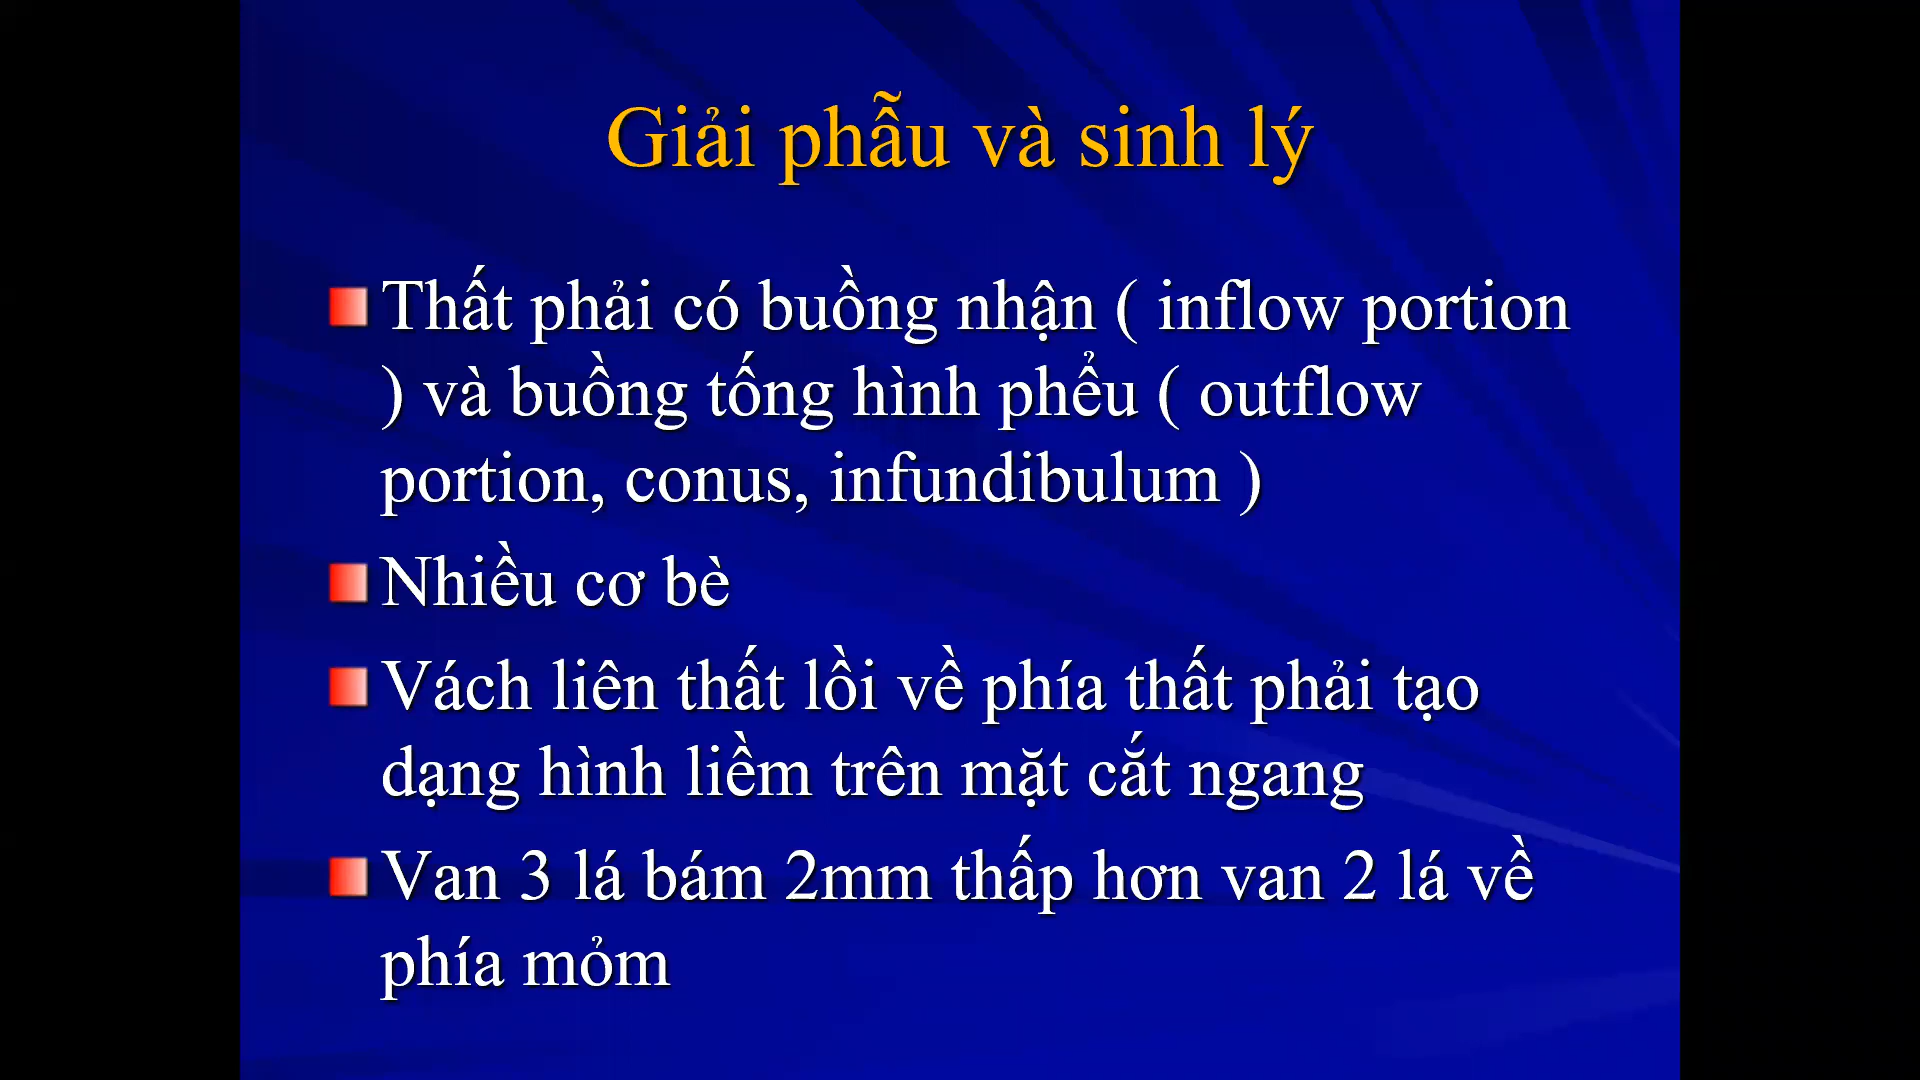 Giải phẫu và sinh lý
Thất phải có buồng nhận ( inflow portion
) và buồng tống hình phểu ( outflow
portion, conus, infundibulum )
Nhiều cơ bè
Vách liên thất lồi về phía thất phải tạo
dạng hình liềm trên mặt cắt ngang
Van 3 lá bám 2mm thấp hơn van 2 lá về
phía mỏm